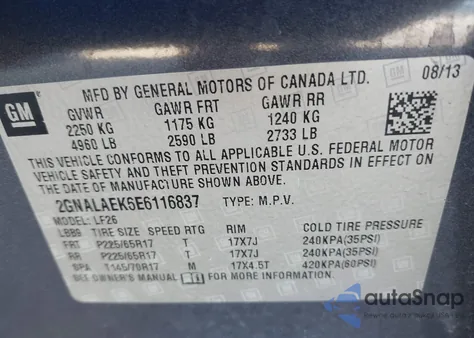 MFD BY GENERAL MOTORS OF CANADA LTD. 08/13
GM
GVWR GAWR FRT GAWR RR
2250 KG 1175 KG 1240 KG
4960 LB 2590 LB 2733 LB
THIS VEHICLE CONFORMS TO ALL APPLICABLE U.S. FEDERAL MOTOR
VEHICLE SAFETY AND THEFT PREVENTION STANDARDS IN EFFECT ON
THE DATE OF MANUFACTURE SHOWN ABOVE.
2GNALAEK5E6116837 TYPE: M.P.V.
MODEL: LF26
TIRE SIZE SPEED RTG RIM COLD TIRE PRESSURE
FRT P225/65R17 T 17X7J 240KPA(35PSI)
RR P225/65R17 T 17X7J 240KPA(35PSI)
SPA T145/70R17 M 17X4.5T 420KPA(60PSI)
SEE OWNER'S MANUAL FOR MORE INFORMATION.
autoSnap